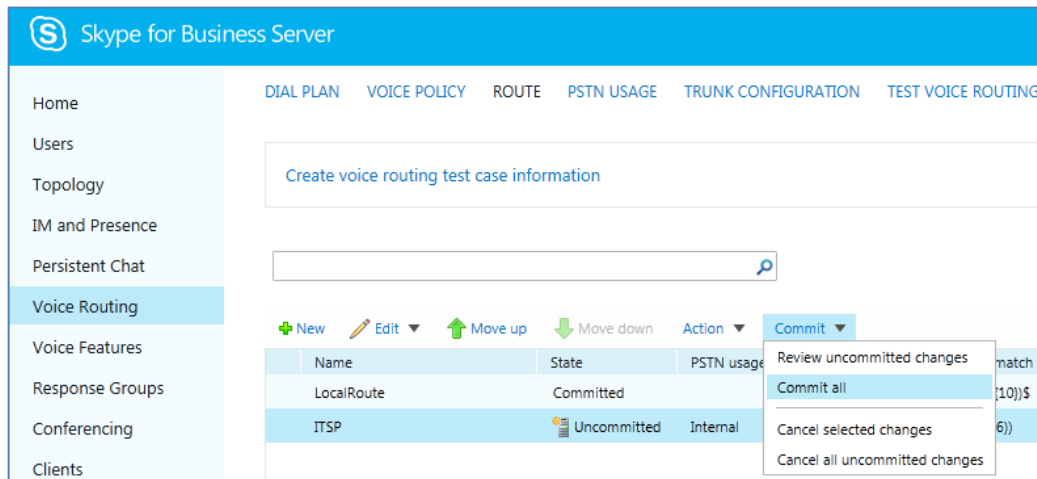 Skype for Business Server
Home
Users
Topology
IM and Presence
Persistent Chat
Voice Routing
Voice Features
Response Groups
Conferencing
Clients
DIAL PLAN VOICE POLICY ROUTE PSTN USAGE TRUNK CONFIGURATION TEST VOICE ROUTING
Create voice routing test case information
New Edit Move up Move down Action Commit
Name State PSTN usage match
LocalRoute Committed {10})$
ITSP Uncommitted Internal 6))
Review uncommitted changes
Commit all
Cancel selected changes
Cancel all uncommitted changes